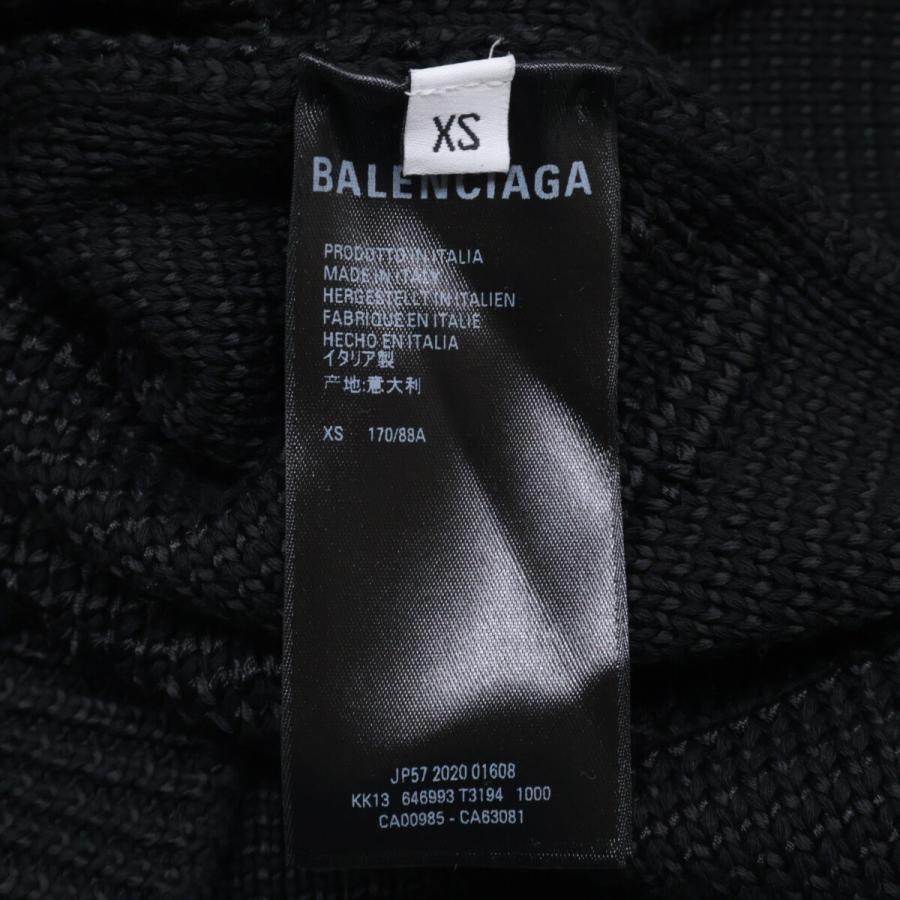 XS
BALENCIAGA
PRODOTTO IN ITALIA
MADE IN ITALY
HERGESTELLT IN ITALIEN
FABRIQUE EN ITALIE
HECHO EN ITALIA
イタリア製
产地:意大利
XS 170/88A
JP57 2020 01608
KK13 646993 T3194 1000
CA00985 - CA63081